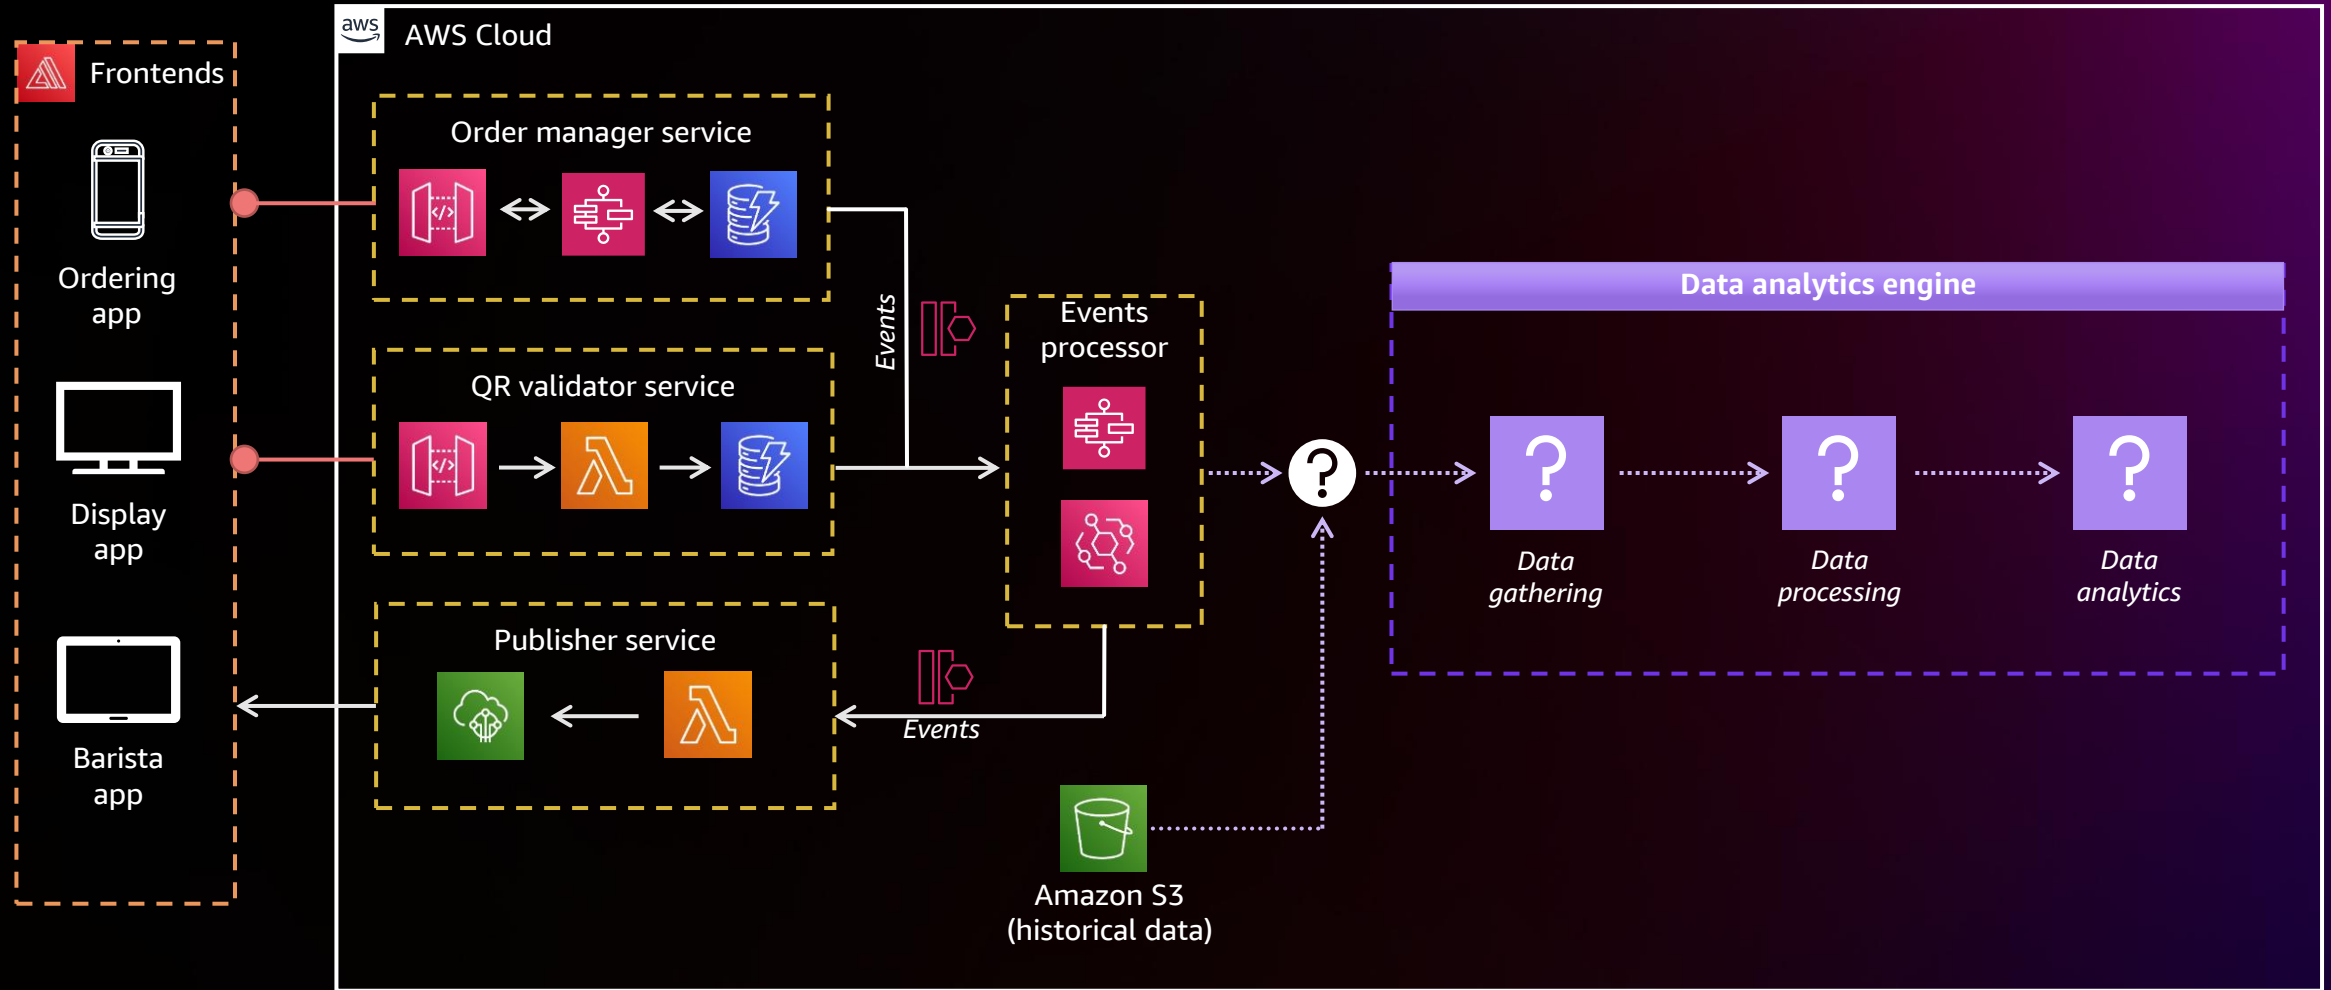 aws
AWS Cloud
Frontends
Ordering
app
Display
app
Barista
app
Order manager service
</>
QR validator service
</>
Publisher service
Events
Events
processor
Events
Amazon S3
(historical data)
?
Data analytics engine
?
Data
gathering
?
Data
processing
?
Data
analytics